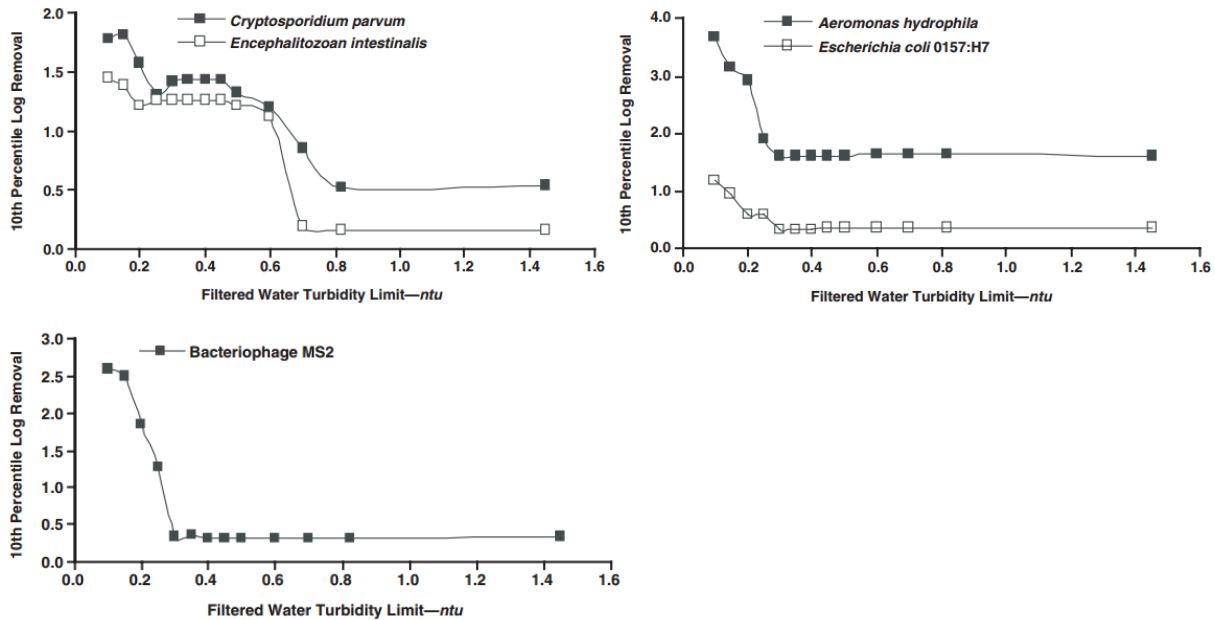 Cryptosporidium parvum
Encephalitozoan intestinalis
10th Percentile Log Removal
2.0
1.5
1.0
0.5
0.0
0.0 0.2 0.4 0.6 0.8 1.0 1.2 1.4 1.6
Filtered Water Turbidity Limit—ntu
Aeromonas hydrophila
Escherichia coli 0157:H7
10th Percentile Log Removal
4.0
3.0
2.0
1.0
0.0
0.0 0.2 0.4 0.6 0.8 1.0 1.2 1.4 1.6
Filtered Water Turbidity Limit—ntu
Bacteriophage MS2
10th Percentile Log Removal
3.0
2.5
2.0
1.5
1.0
0.5
0.0
0.0 0.2 0.4 0.6 0.8 1.0 1.2 1.4 1.6
Filtered Water Turbidity Limit—ntu